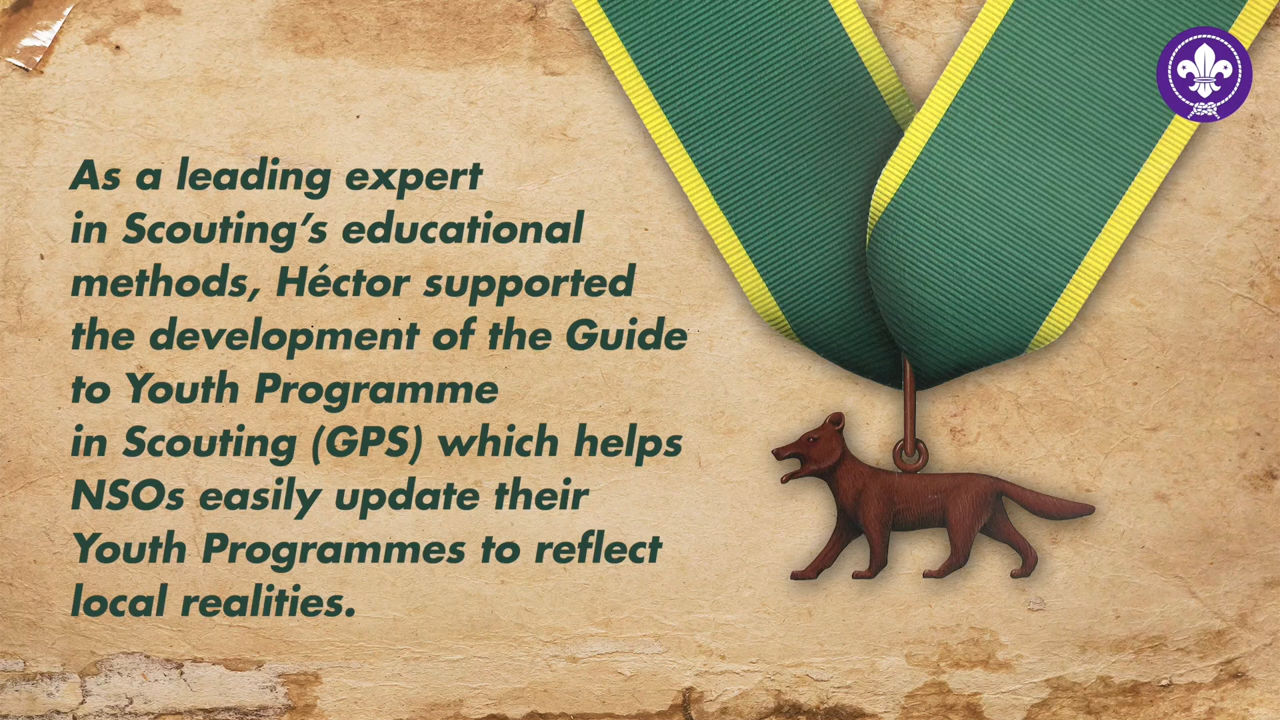 As a leading expert
in Scouting’s educational
methods, Héctor supported
the development of the Guide
to Youth Programme
in Scouting (GPS) which helps
NSOs easily update their
Youth Programmes to reflect
local realities.